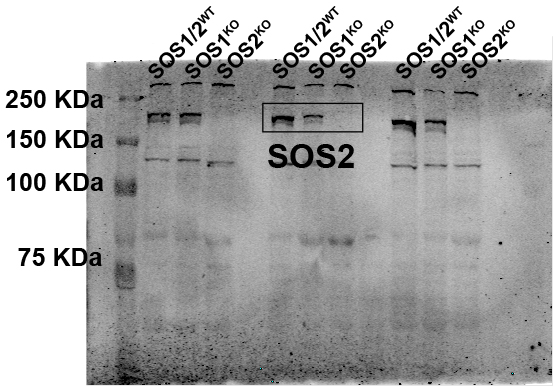 SOS1/2WT SOS1KO SOS2KO SOS1/2WT SOS1KO SOS2KO SOS1/2WT SOS1KO SOS2KO
250 KDa
150 KDa
SOS2
100 KDa
75 KDa